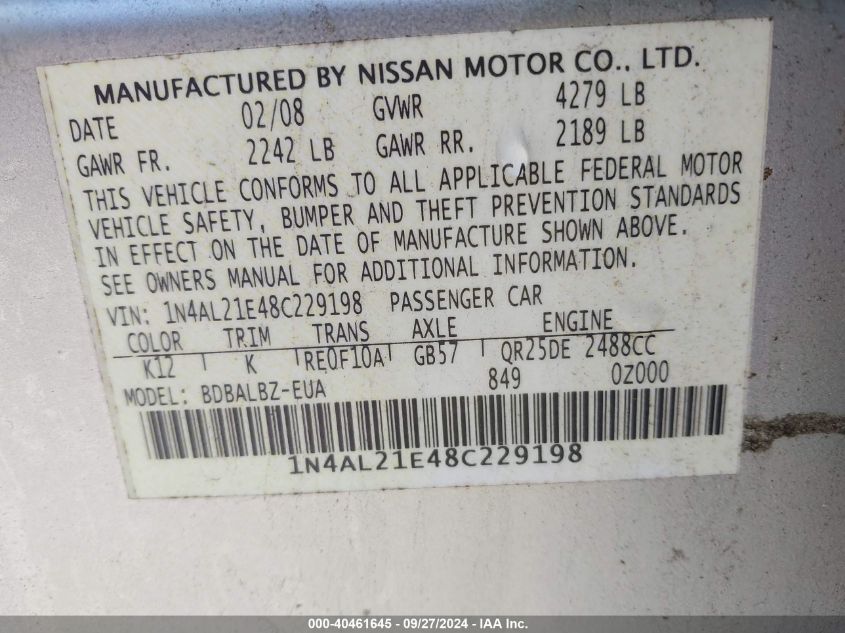 MANUFACTURED BY NISSAN MOTOR CO., LTD.
DATE 02/08 GVWR 4279 LB
GAWR FR. 2242 LB GAWR RR. 2189 LB
THIS VEHICLE CONFORMS TO ALL APPLICABLE FEDERAL MOTOR
VEHICLE SAFETY, BUMPER AND THEFT PREVENTION STANDARDS
IN EFFECT ON THE DATE OF MANUFACTURE SHOWN ABOVE.
SEE OWNERS MANUAL FOR ADDITIONAL INFORMATION.
VIN: 1N4AL21E48C229198 PASSENGER CAR
COLOR TRIM TRANS AXLE ENGINE
K12 K RE0F10A GB57 QR25DE 2488CC
MODEL: BDBALBZ-EUA 849 0Z000
1N4AL21E48C229198
000-40461645 - 09/27/2024 - IAA Inc.